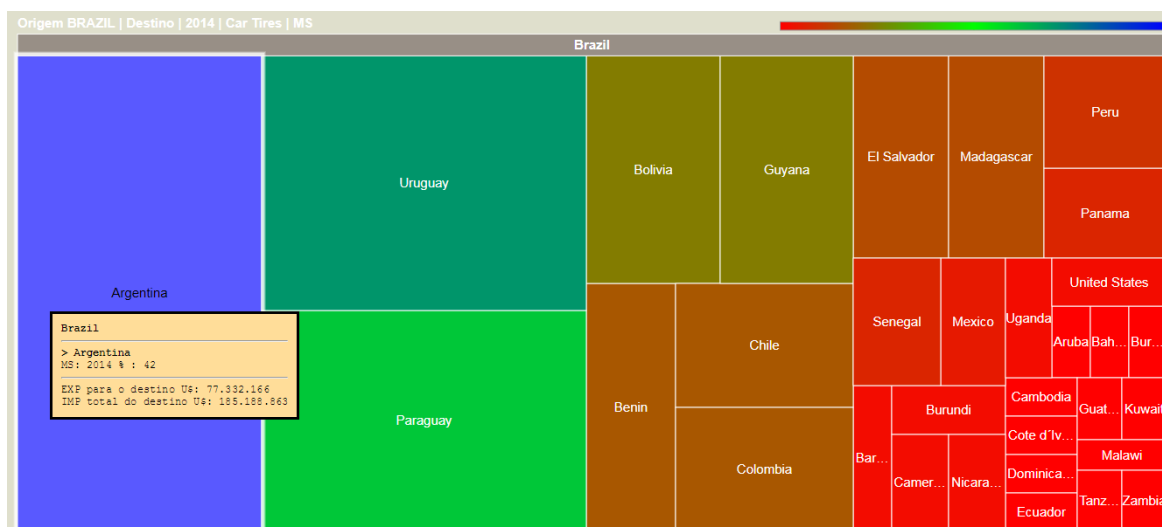 Origem BRAZIL | Destino | 2014 | Car Tires | MS
Brazil
Argentina
Uruguay
Paraguay
Bolivia
Guyana
Benin
Chile
Colombia
El Salvador
Madagascar
Peru
Panama
Senegal
Mexico
Uganda
United States
Aruba
Bah...
Bur...
Bar...
Burundi
Camer...
Nicara...
Cambodia
Cote d´Iv...
Dominica...
Ecuador
Guat...
Kuwait
Malawi
Tanz...
Zambia
Brazil
> Argentina
MS: 2014 % : 42
EXP para o destino U$: 77.332.166
IMP total do destino U$: 185.188.863